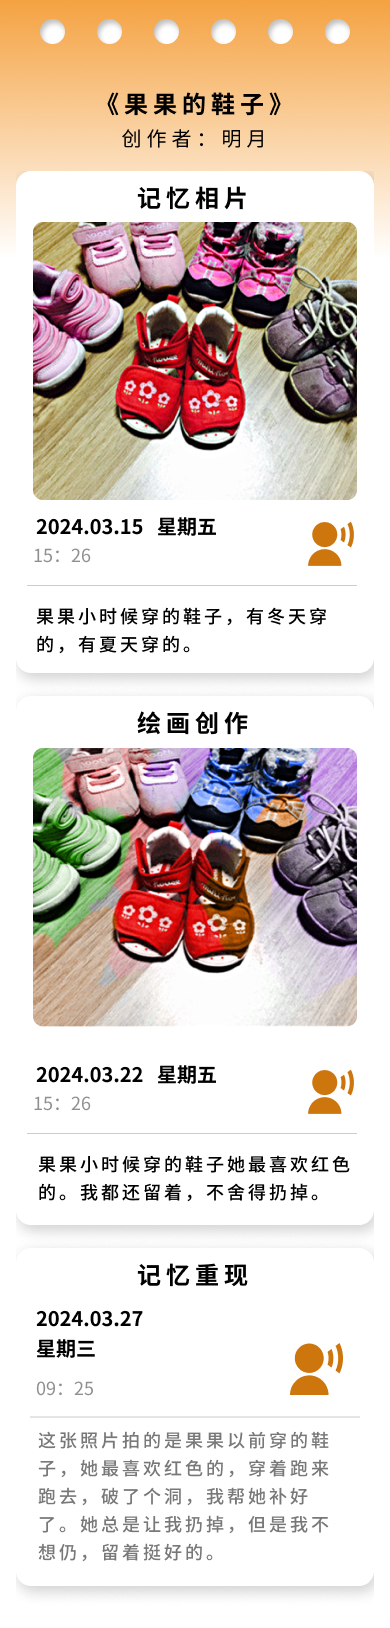 《果果的鞋子》
创作者：明月
记忆相片
2024.03.15 星期五
15：26
果果小时候穿的鞋子，有冬天穿
的，有夏天穿的。
绘画创作
2024.03.22 星期五
15：26
果果小时候穿的鞋子她最喜欢红色
的。我都还留着，不舍得扔掉。
记忆重现
2024.03.27
星期三
09：25
这张照片拍的是果果以前穿的鞋
子，她最喜欢红色的，穿着跑来
跑去，破了个洞，我帮她补好
了。她总是让我扔掉，但是我不
想仍，留着挺好的。